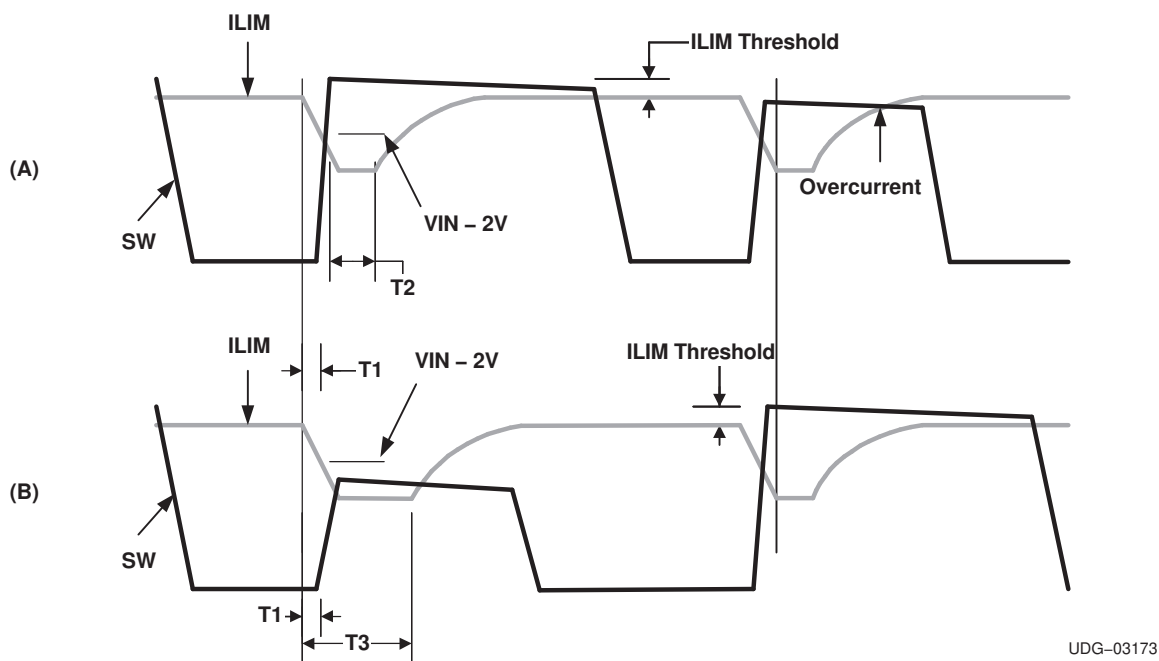 ILIM
ILIM Threshold
(A)
Overcurrent
VIN – 2V
SW
T2
ILIM
T1
VIN – 2V
ILIM Threshold
(B)
SW
T1
T3
UDG–03173